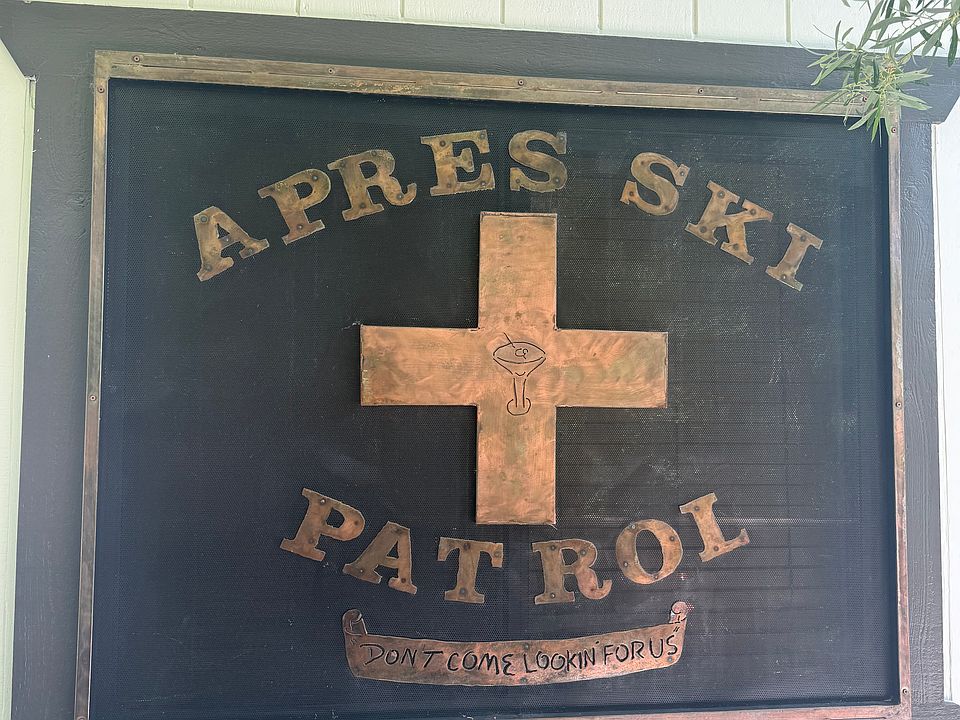 APRES SKI
PATROL
"DONT COME LOOKIN' FOR US"